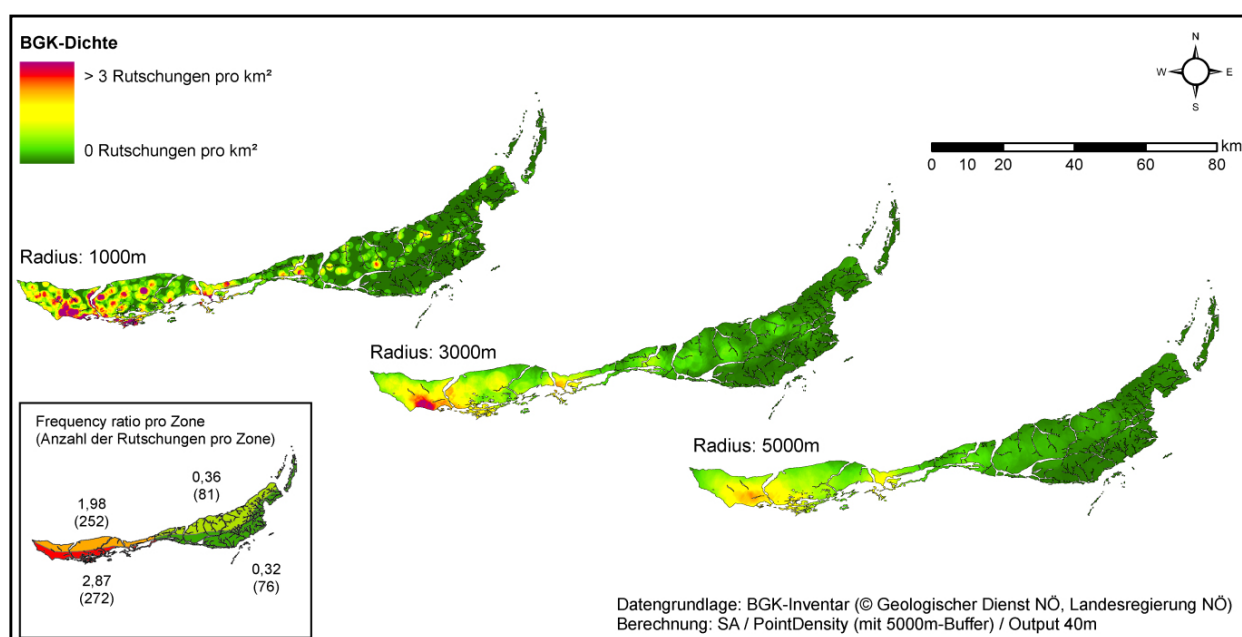 BGK-Dichte
> 3 Rutschungen pro km²
0 Rutschungen pro km²
N
W E
S
km
0 10 20 40 60 80
Radius: 1000m
Radius: 3000m
Radius: 5000m
Frequency ratio pro Zone
(Anzahl der Rutschungen pro Zone)
0,36
(81)
1,98
(252)
2,87
(272)
0,32
(76)
Datengrundlage: BGK-Inventar (© Geologischer Dienst NÖ, Landesregierung NÖ)
Berechnung: SA / PointDensity (mit 5000m-Buffer) / Output 40m